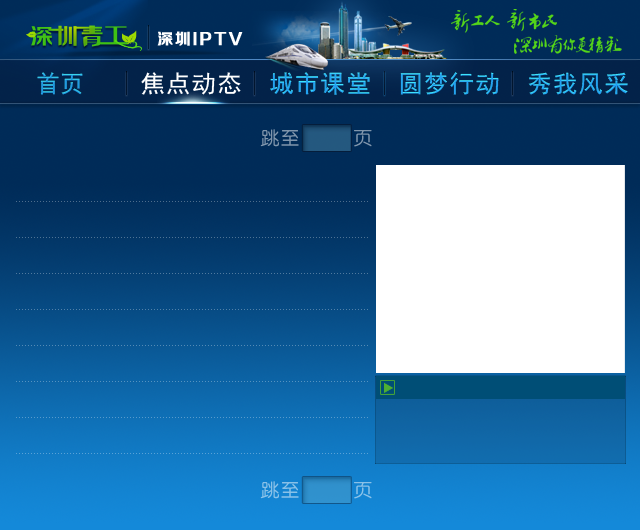 深圳青工 深圳IPTV
新工人 新市民
深圳有你更精彩
首页 焦点动态 城市课堂 圆梦行动 秀我风采
跳至 页
跳至 页